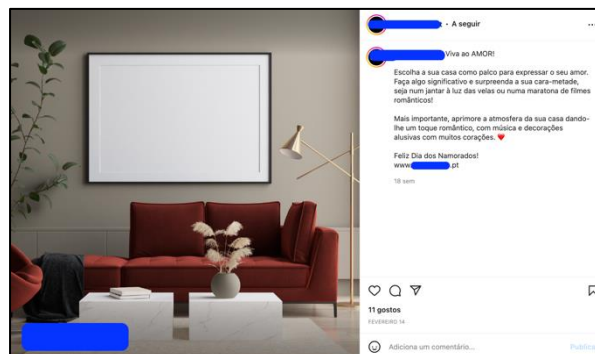 • A seguir
...
Viva ao AMOR!
Escolha a sua casa como palco para expressar o seu amor.
Faça algo significativo e surpreenda a sua cara-metade,
seja num jantar à luz das velas ou numa maratona de filmes
românticos!
Mais importante, aprimore a atmosfera da sua casa dando-
lhe um toque romântico, com música e decorações
alusivas com muitos corações. ❤️
Feliz Dia dos Namorados!
www. .pt
18 sem
11 gostos
FEVEREIRO 14
Adiciona um comentário...
Publicar